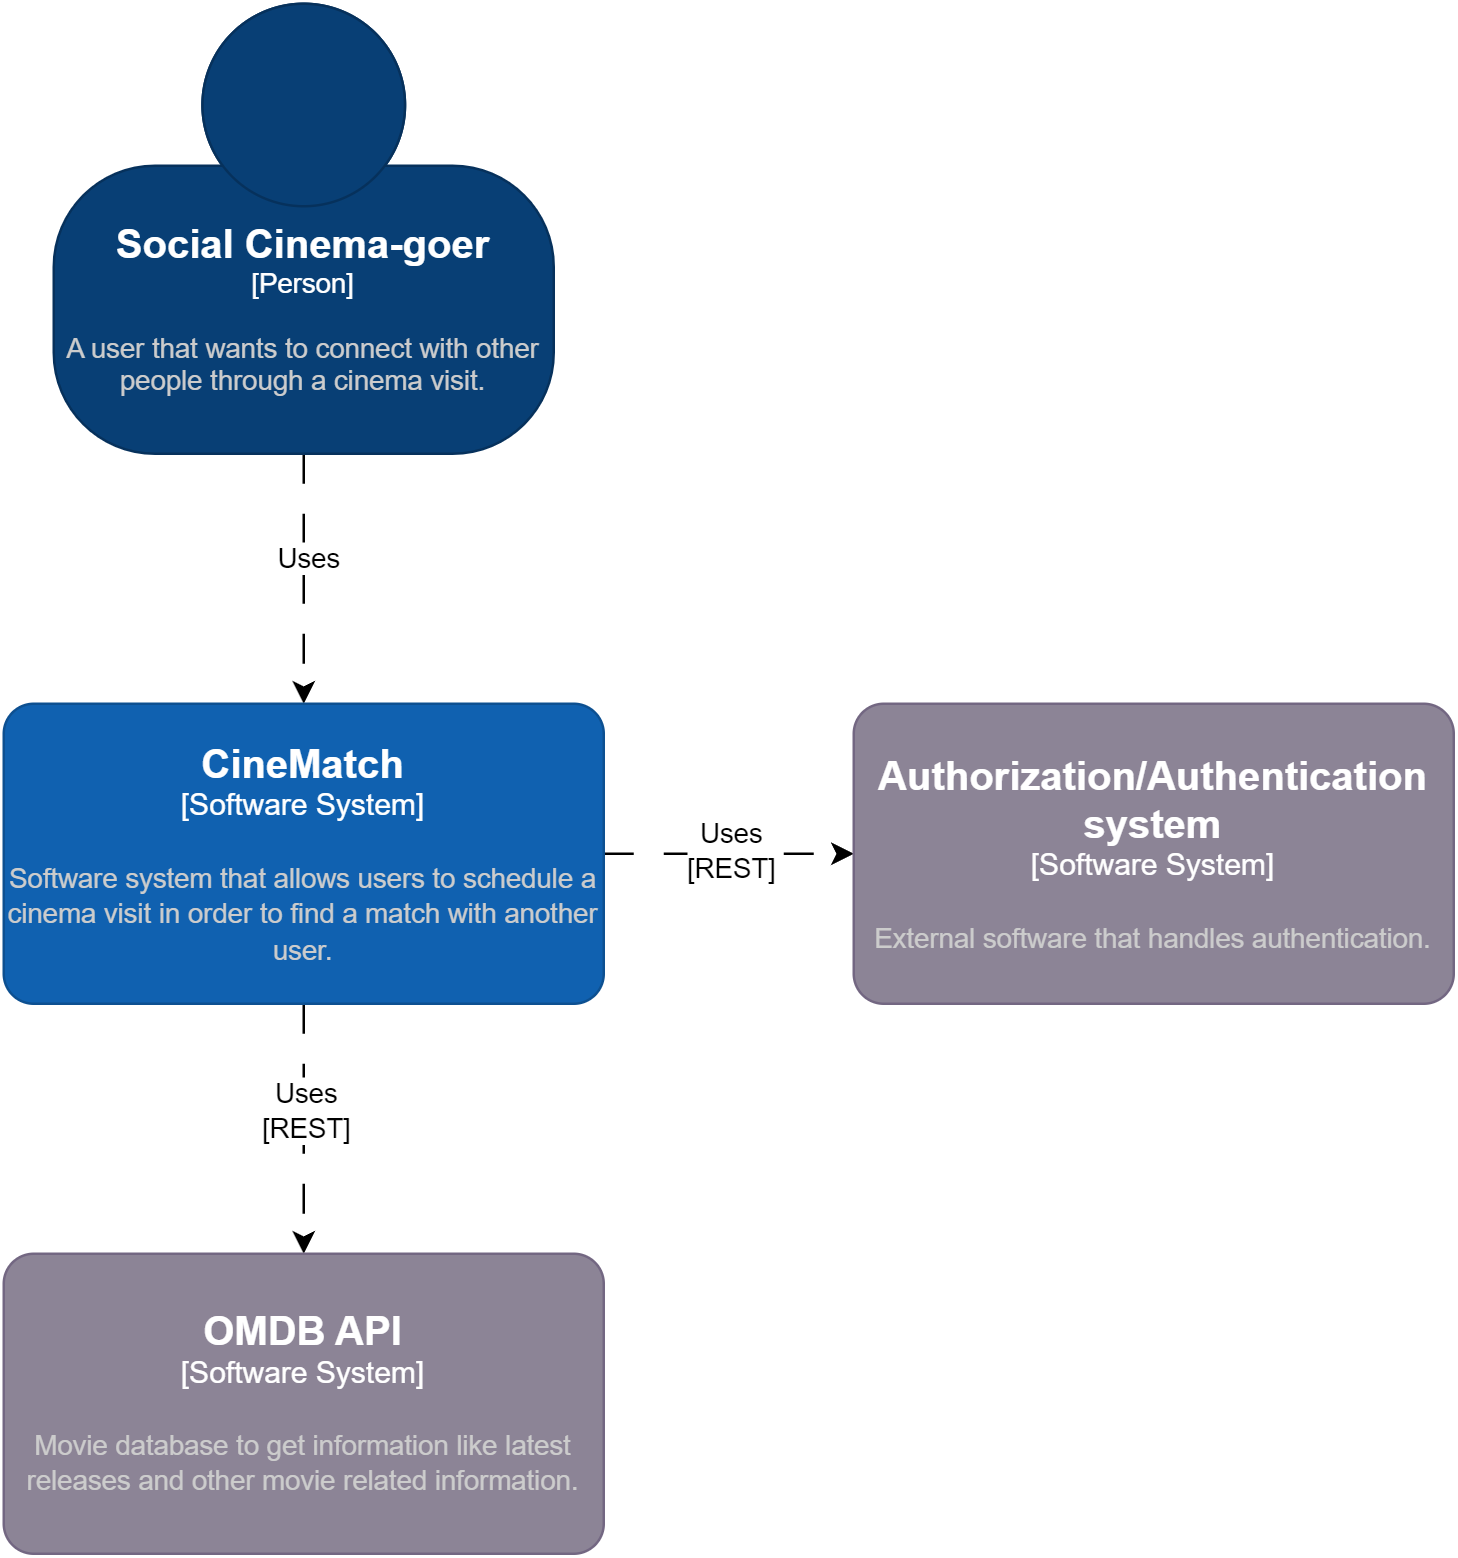 Social Cinema-goer
[Person]
A user that wants to connect with other
people through a cinema visit.
Uses
CineMatch
[Software System]
Software system that allows users to schedule a
cinema visit in order to find a match with another
user.
Uses
[REST]
Authorization/Authentication
system
[Software System]
External software that handles authentication.
Uses
[REST]
OMDB API
[Software System]
Movie database to get information like latest
releases and other movie related information.